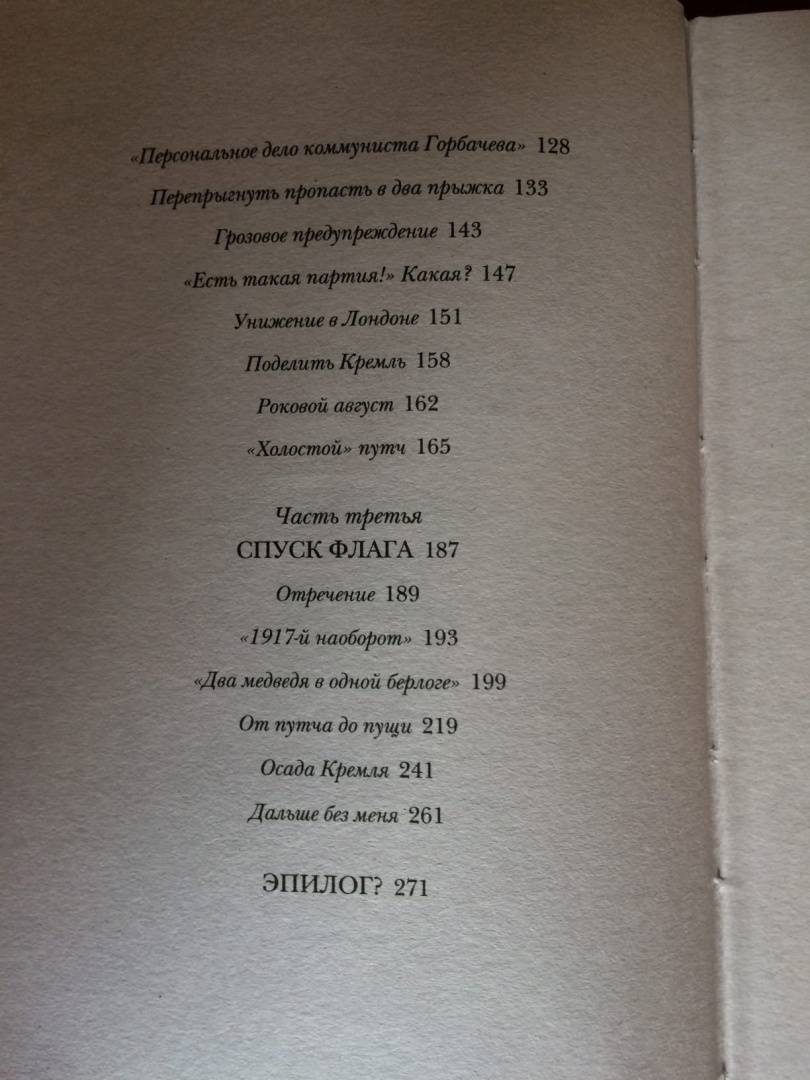 «Персональное дело коммуниста Горбачева» 128
Перепрыгнуть пропасть в два прыжка 133
Грозовое предупреждение 143
«Есть такая партия!» Какая? 147
Унижение в Лондоне 151
Поделить Кремль 158
Роковой август 162
«Холостой» путч 165
Часть третья
СПУСК ФЛАГА 187
Отречение 189
«1917-й наоборот» 193
«Два медведя в одной берлоге» 199
От путча до пущи 219
Осада Кремля 241
Дальше без меня 261
ЭПИЛОГ? 271